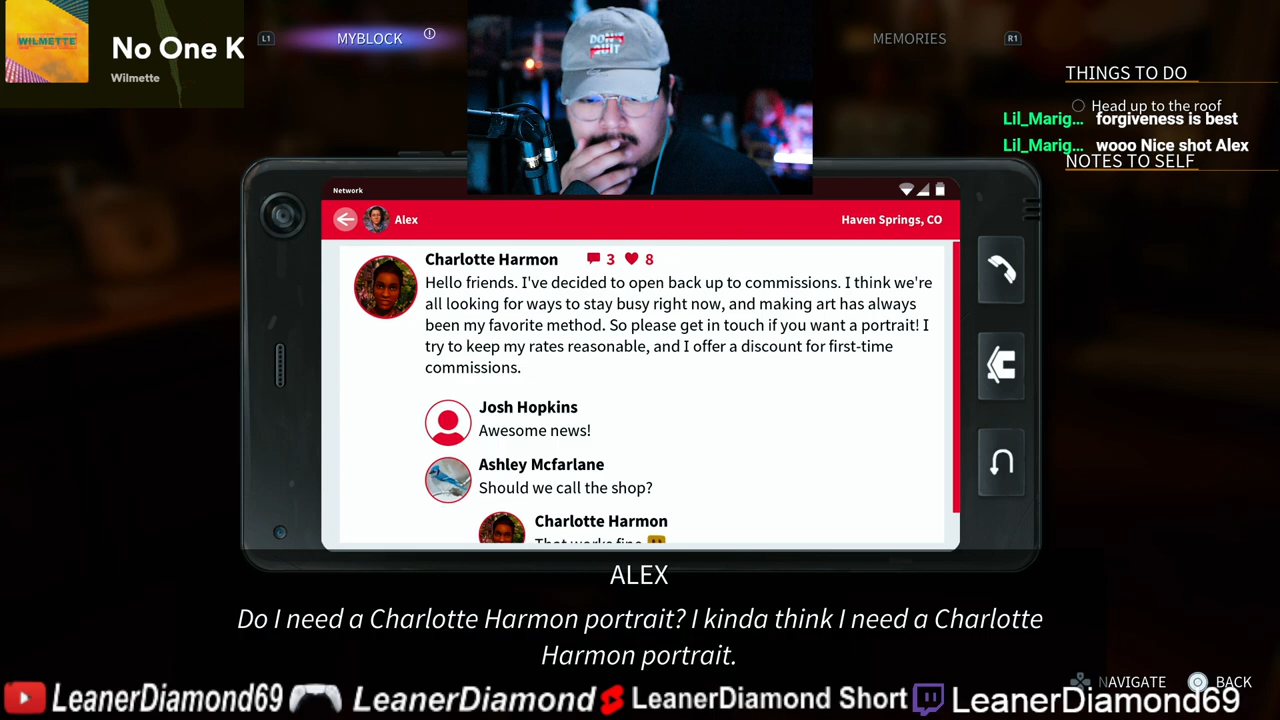 WILMETTE
No One K
Wilmette
L1
MYBLOCK
DON'T
QUIT
MEMORIES
R1
THINGS TO DO
Head up to the roof
Lil_Marig... forgiveness is best
Lil_Marig... wooo Nice shot Alex
NOTES TO SELF
Network
Alex
Haven Springs, CO
Charlotte Harmon 3 8
Hello friends. I've decided to open back up to commissions. I think we're
all looking for ways to stay busy right now, and making art has always
been my favorite method. So please get in touch if you want a portrait! I
try to keep my rates reasonable, and I offer a discount for first-time
commissions.
Josh Hopkins
Awesome news!
Ashley Mcfarlane
Should we call the shop?
Charlotte Harmon
That works fine
ALEX
Do I need a Charlotte Harmon portrait? I kinda think I need a Charlotte
Harmon portrait.
NAVIGATE
BACK
LeanerDiamond69 LeanerDiamond LeanerDiamond Short LeanerDiamond69